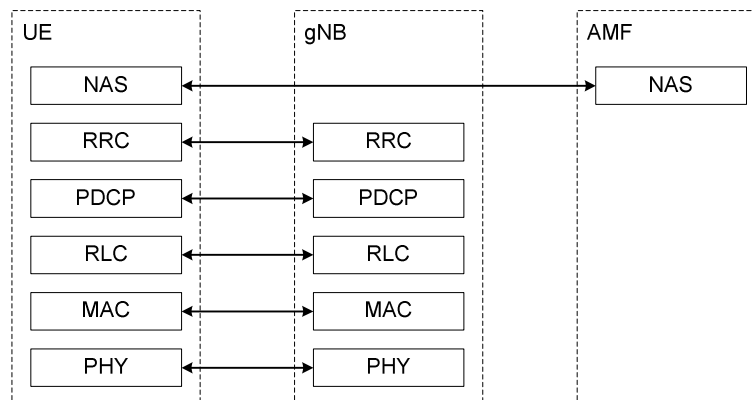 UE gNB AMF
NAS NAS
RRC RRC
PDCP PDCP
RLC RLC
MAC MAC
PHY PHY